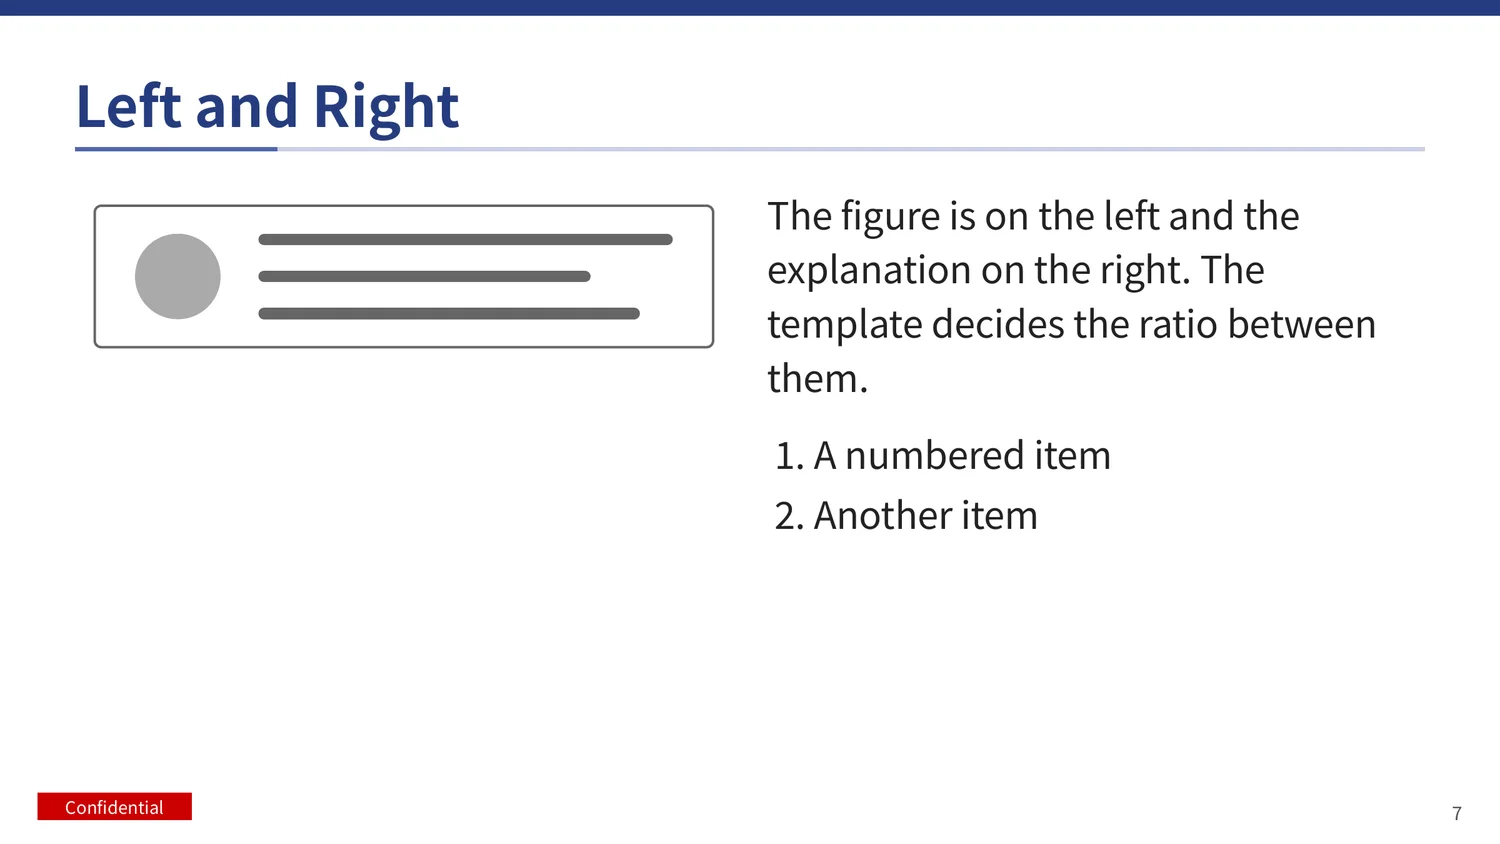 Left and Right
The figure is on the left and the
explanation on the right. The
template decides the ratio between
them.
1. A numbered item
2. Another item
Confidential
7